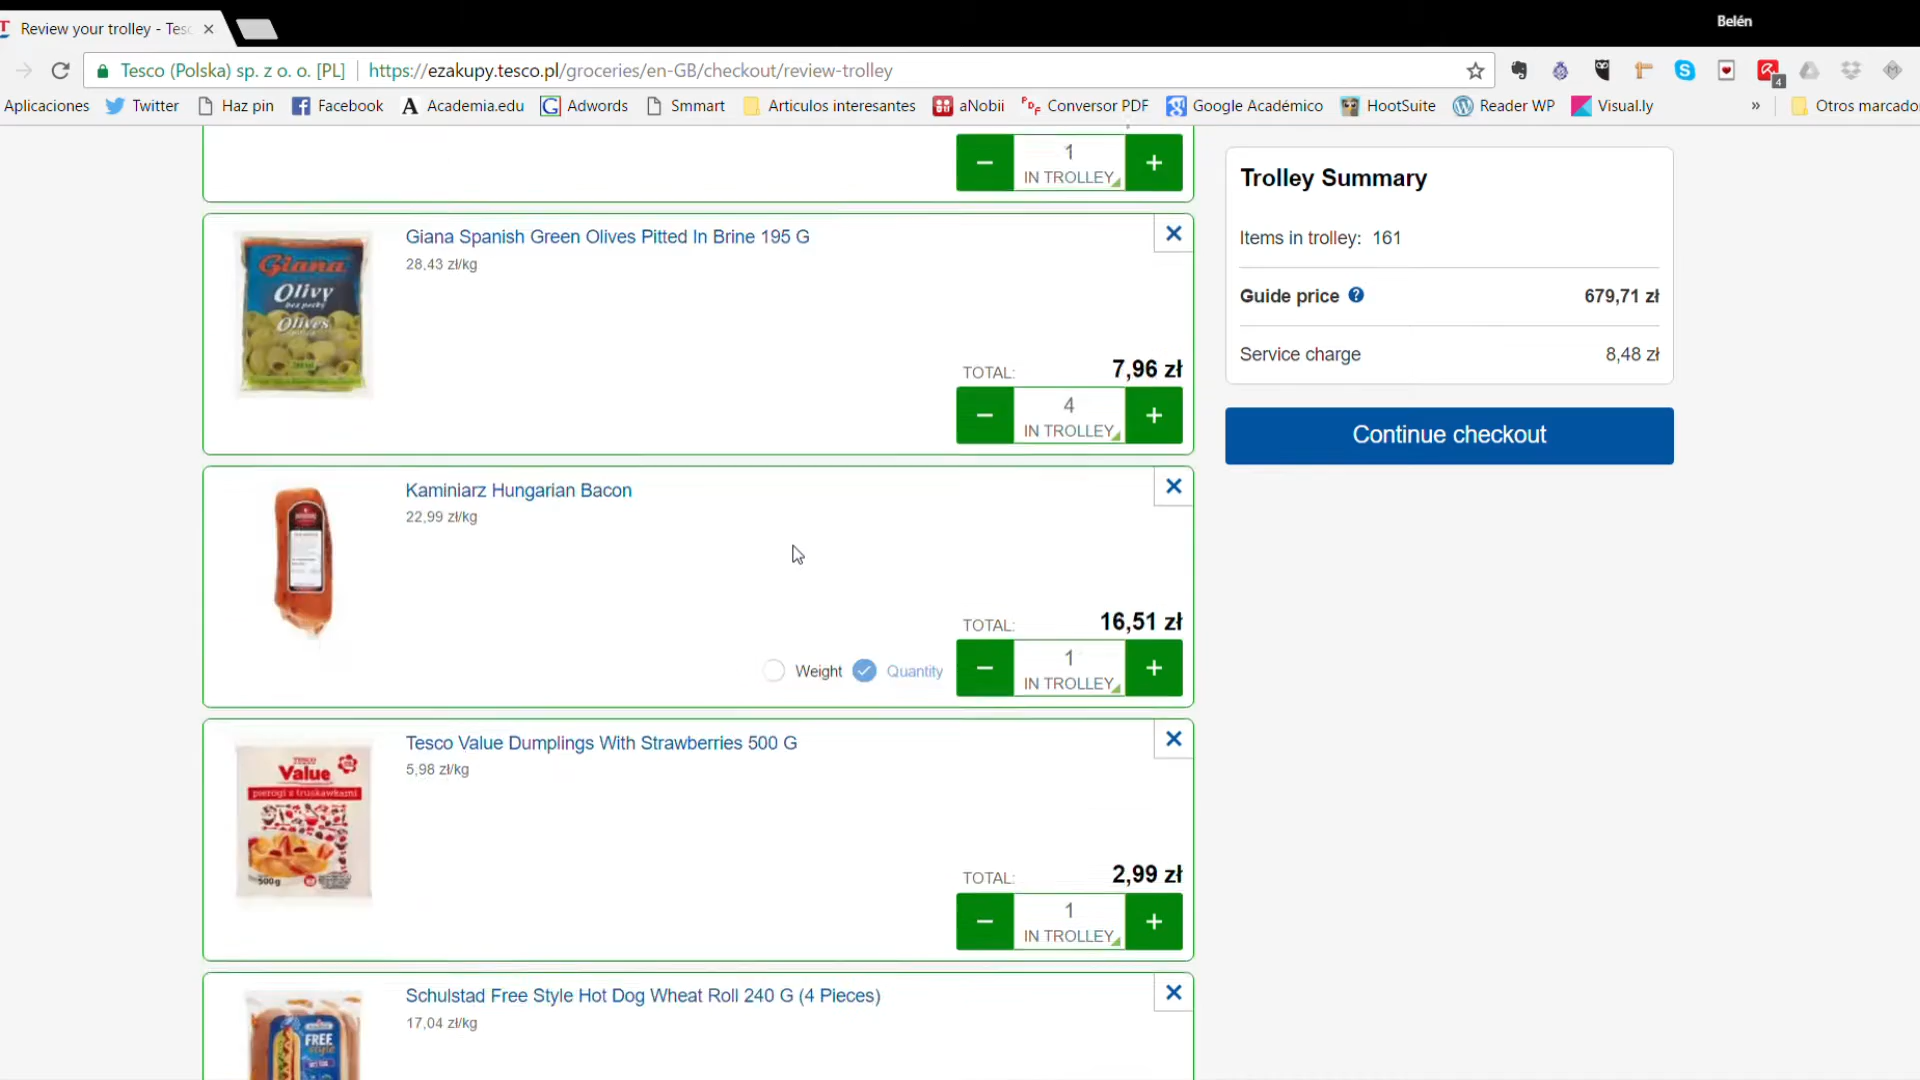 Belén
Review your trolley - Tesc
Tesco (Polska) sp. z o. o. [PL] https://ezakupy.tesco.pl/groceries/en-GB/checkout/review-trolley
4
Aplicaciones Twitter Haz pin Facebook Academia.edu Adwords Smmart Articulos interesantes aNobii Conversor PDF Google Académico HootSuite Reader WP Visual.ly » Otros marcado
− 1 +
IN TROLLEY
Giana Spanish Green Olives Pitted In Brine 195 G
28,43 zł/kg
Giana
Olivy
bez pecky
Olives
TOTAL: 7,96 zł
− 4 +
IN TROLLEY
Kaminiarz Hungarian Bacon
22,99 zł/kg
TOTAL: 16,51 zł
Weight Quantity
− 1 +
IN TROLLEY
Tesco Value Dumplings With Strawberries 500 G
5,98 zł/kg
TESCO
Value
pierogi z truskawkami
500g
TOTAL: 2,99 zł
− 1 +
IN TROLLEY
Schulstad Free Style Hot Dog Wheat Roll 240 G (4 Pieces)
17,04 zł/kg
FREE
style
Trolley Summary
Items in trolley: 161
Guide price ? 679,71 zł
Service charge 8,48 zł
Continue checkout